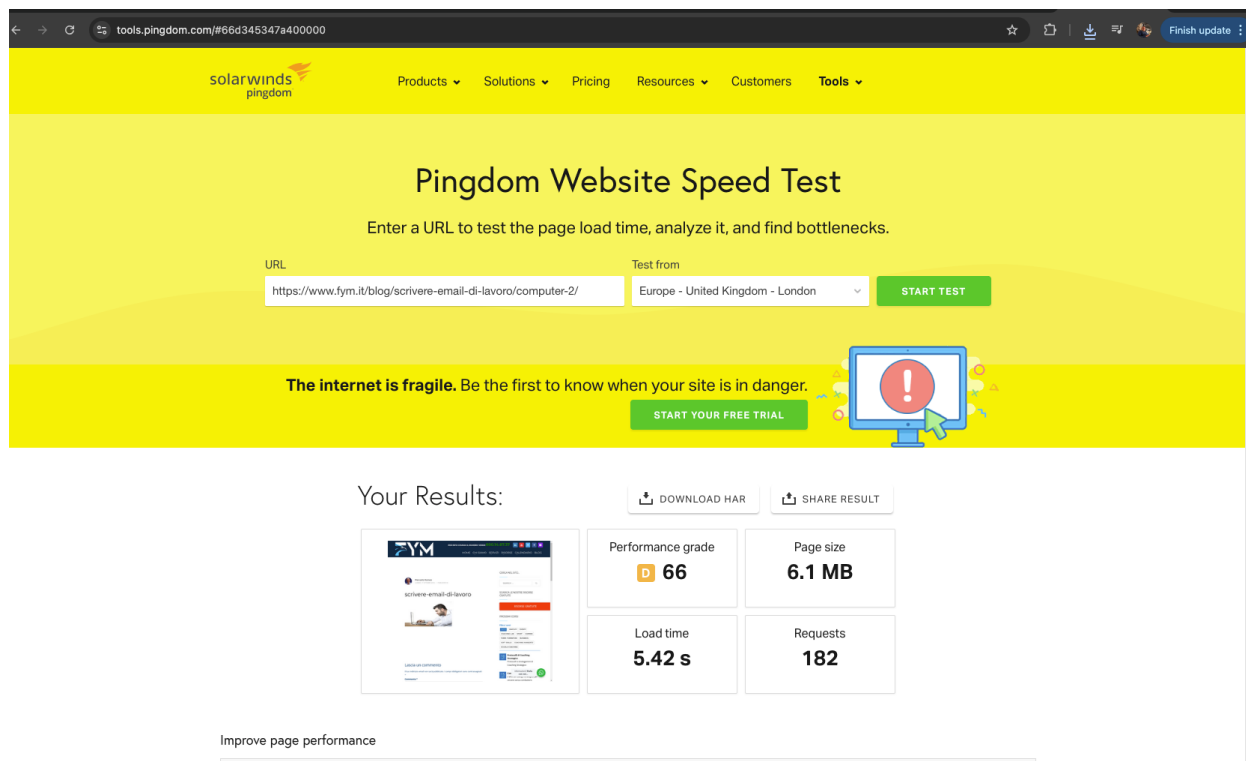 tools.pingdom.com/#66d345347a400000
Finish update
solarwinds
pingdom
Products Solutions Pricing Resources Customers Tools
Pingdom Website Speed Test
Enter a URL to test the page load time, analyze it, and find bottlenecks.
URL Test from
https://www.fym.it/blog/scrivere-email-di-lavoro/computer-2/ Europe - United Kingdom - London START TEST
The internet is fragile. Be the first to know when your site is in danger.
START YOUR FREE TRIAL
Your Results:
DOWNLOAD HAR SHARE RESULT
FYM
scrivere-email-di-lavoro
Performance grade
D 66
Page size
6.1 MB
Load time
5.42 s
Requests
182
Improve page performance